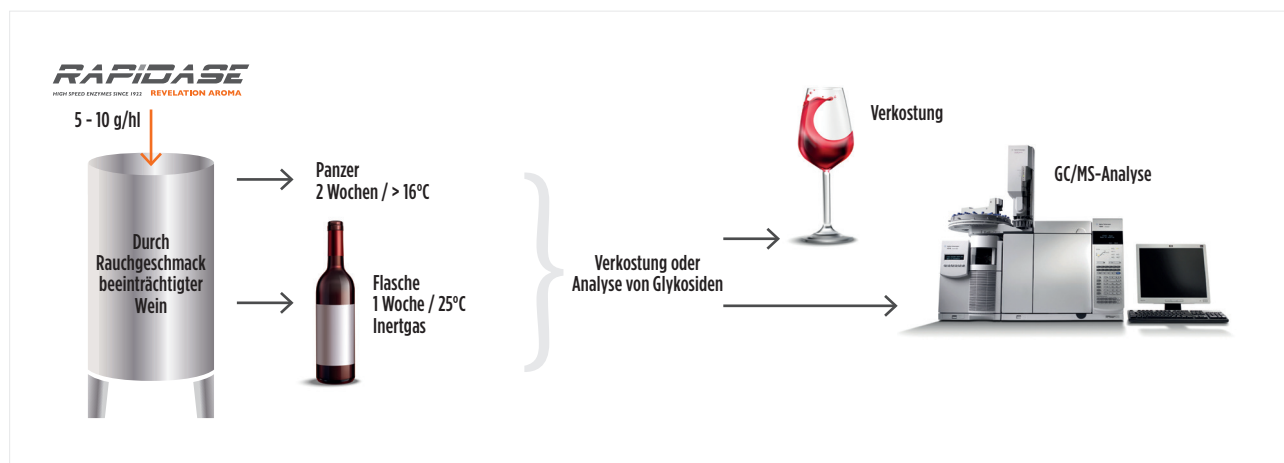 RAPIDASE
HIGH SPEED ENZYMES SINCE 1922 REVELATION AROMA
5 - 10 g/hl
Durch
Rauchgeschmack
beeinträchtigter
Wein
Panzer
2 Wochen / > 16°C
Flasche
1 Woche / 25°C
Inertgas
Verkostung oder
Analyse von Glykosiden
Verkostung
GC/MS-Analyse